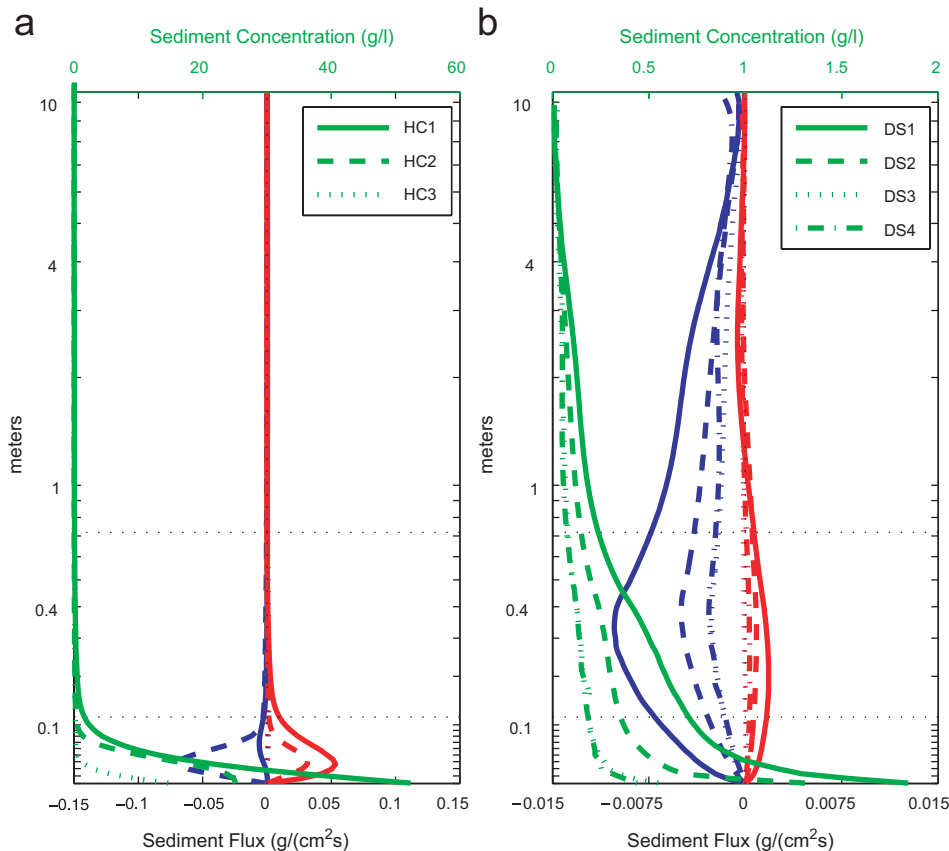 a
Sediment Concentration (g/l)
0 20 40 60
10
4
1
0.4
0.1
meters
HC1
HC2
HC3
−0.15 −0.1 −0.05 0 0.05 0.1 0.15
Sediment Flux (g/(cm²s)
b
Sediment Concentration (g/l)
0 0.5 1 1.5 2
10
4
1
0.4
0.1
meters
DS1
DS2
DS3
DS4
−0.015 −0.0075 0 0.0075 0.015
Sediment Flux (g/(cm²s)